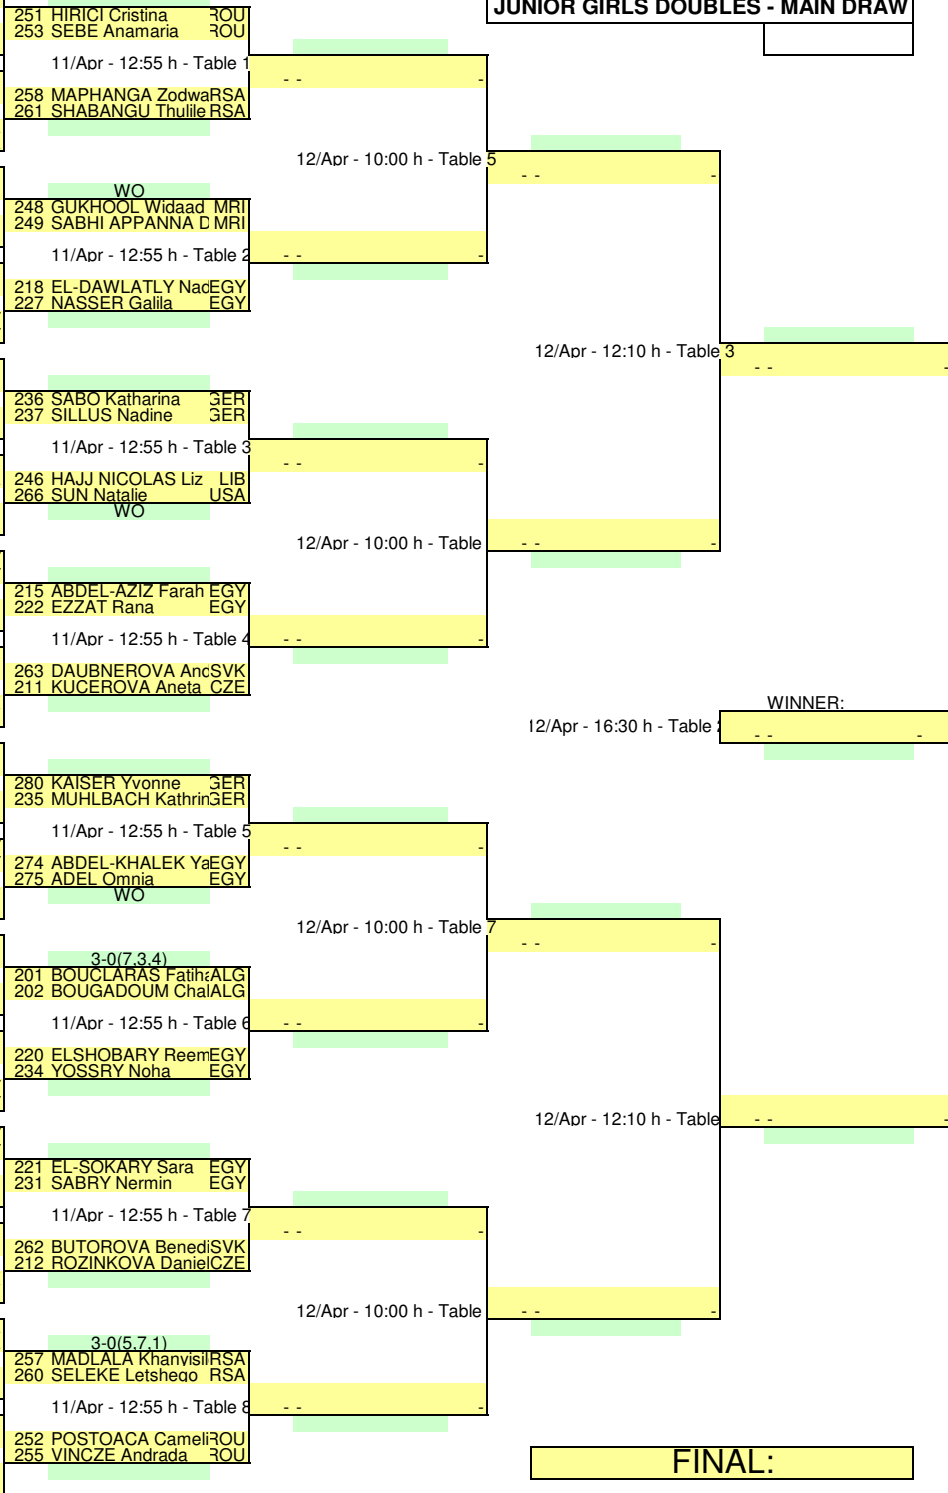 JUNIOR GIRLS DOUBLES - MAIN DRAW
251 HIRICI Cristina ROU
253 SEBE Anamaria ROU
11/Apr - 12:55 h - Table 1
- - -
258 MAPHANGA Zodwa RSA
261 SHABANGU Thulile RSA
12/Apr - 10:00 h - Table 5
- - -
WO
248 GUKHOOL Widaad MRI
249 SABHI APPANNA D MRI
11/Apr - 12:55 h - Table 2
- - -
218 EL-DAWLATLY Nad EGY
227 NASSER Galila EGY
12/Apr - 12:10 h - Table 3
- - -
236 SABO Katharina GER
237 SILLUS Nadine GER
11/Apr - 12:55 h - Table 3
- - -
246 HAJJ NICOLAS Liz LIB
266 SUN Natalie USA
WO
12/Apr - 10:00 h - Table
- - -
215 ABDEL-AZIZ Farah EGY
222 EZZAT Rana EGY
11/Apr - 12:55 h - Table 4
- - -
263 DAUBNEROVA And SVK
211 KUCEROVA Aneta CZE
WINNER:
12/Apr - 16:30 h - Table 2
- - -
280 KAISER Yvonne GER
235 MUHLBACH Kathrin GER
11/Apr - 12:55 h - Table 5
- - -
274 ABDEL-KHALEK Ya EGY
275 ADEL Omnia EGY
WO
12/Apr - 10:00 h - Table 7
- - -
3-0(7,3,4)
201 BOUCLARAS Fatiha ALG
202 BOUGADOUM Chal ALG
11/Apr - 12:55 h - Table 6
- - -
220 ELSHOBARY Reem EGY
234 YOSSRY Noha EGY
12/Apr - 12:10 h - Table
- - -
221 EL-SOKARY Sara EGY
231 SABRY Nermin EGY
11/Apr - 12:55 h - Table 7
- - -
262 BUTOROVA Benedi SVK
212 ROZINKOVA Daniel CZE
12/Apr - 10:00 h - Table
- - -
3-0(5,7,1)
257 MADLALA Khanyisil RSA
260 SELEKE Letshego RSA
11/Apr - 12:55 h - Table 8
- - -
252 POSTOACA Cameli ROU
255 VINCZE Andrada ROU
FINAL: